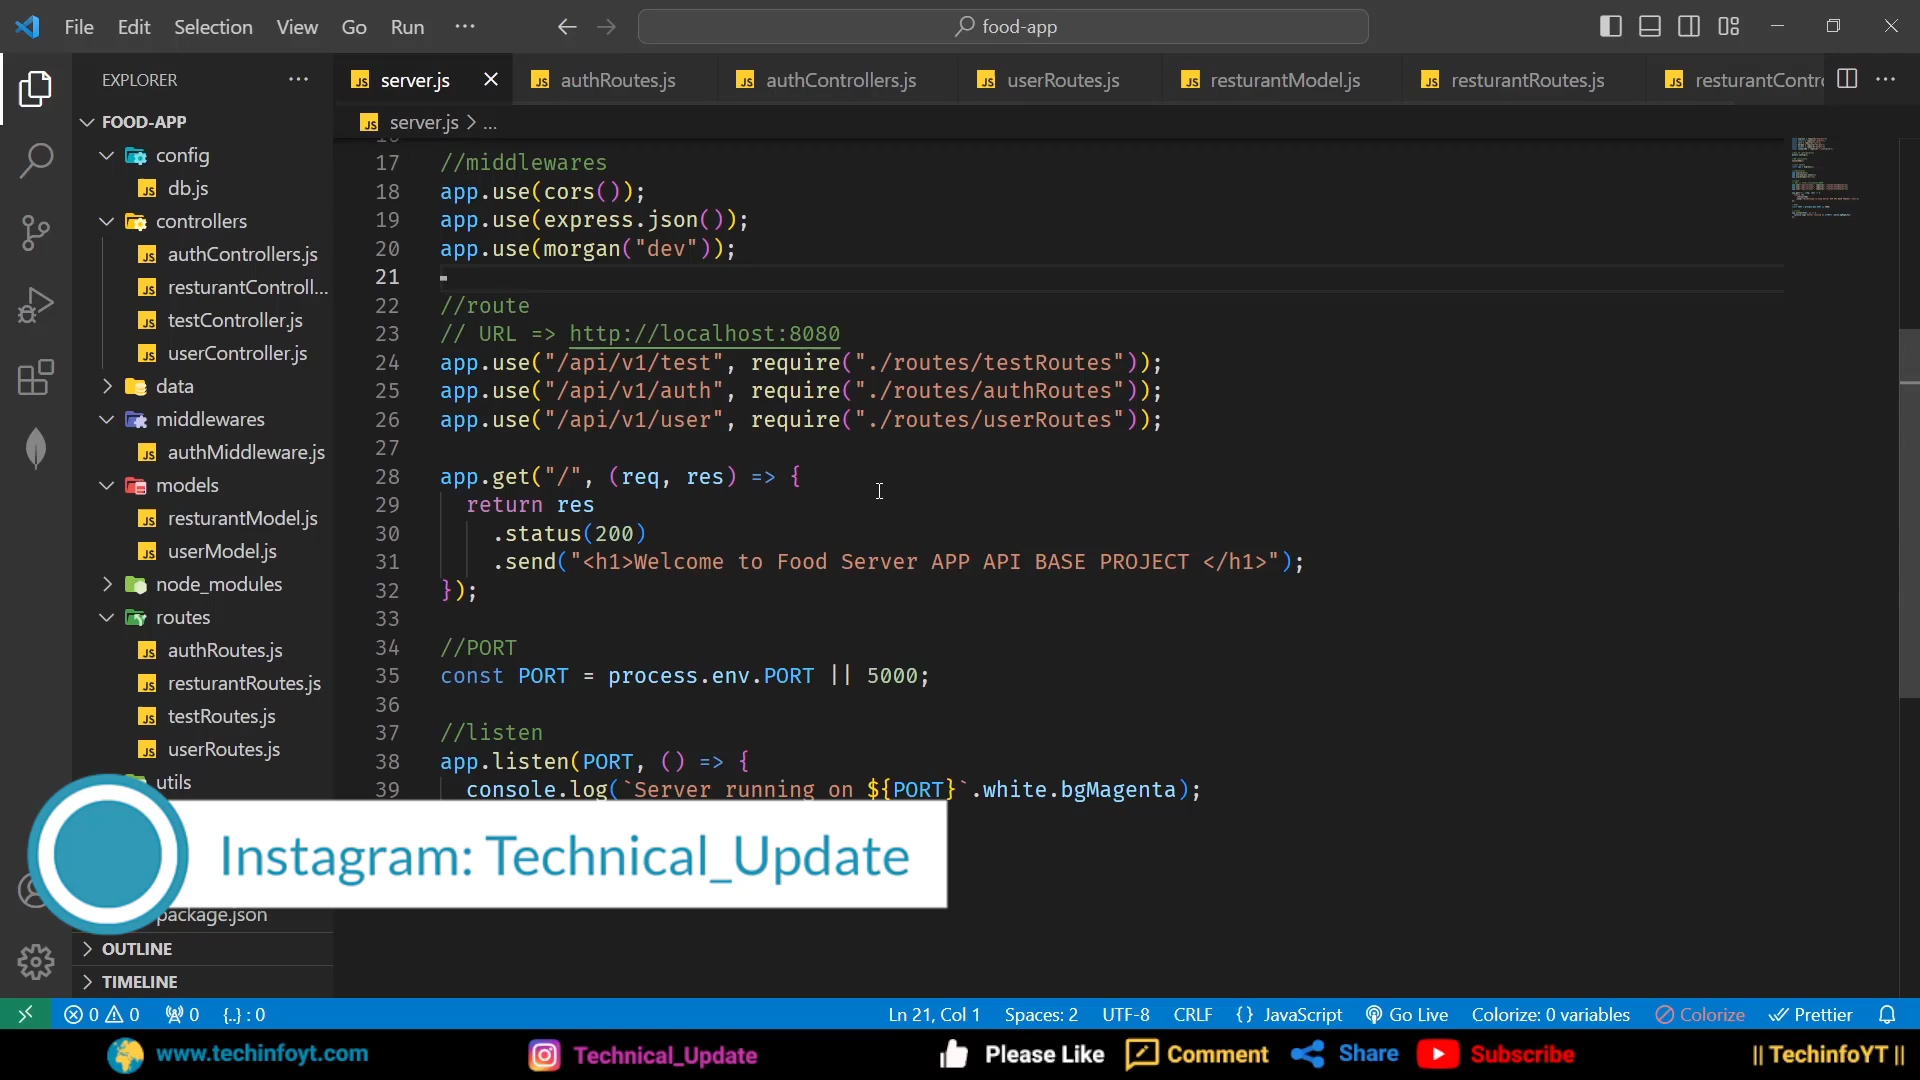 File Edit Selection View Go Run ···
food-app
EXPLORER ···
server.js
authRoutes.js
authControllers.js
userRoutes.js
resturantModel.js
resturantRoutes.js
resturantContro
server.js > ...
FOOD-APP
config
db.js
controllers
authControllers.js
resturantControll...
testController.js
userController.js
data
middlewares
authMiddleware.js
models
resturantModel.js
userModel.js
node_modules
routes
authRoutes.js
resturantRoutes.js
testRoutes.js
userRoutes.js
utils
package.json
OUTLINE
TIMELINE
17 //middlewares
18 app.use(cors());
19 app.use(express.json());
20 app.use(morgan("dev"));
21
22 //route
23 // URL => http://localhost:8080
24 app.use("/api/v1/test", require("./routes/testRoutes"));
25 app.use("/api/v1/auth", require("./routes/authRoutes"));
26 app.use("/api/v1/user", require("./routes/userRoutes"));
27
28 app.get("/", (req, res) => {
29 return res
30 .status(200)
31 .send("<h1>Welcome to Food Server APP API BASE PROJECT </h1>");
32 });
33
34 //PORT
35 const PORT = process.env.PORT || 5000;
36
37 //listen
38 app.listen(PORT, () => {
39 console.log(`Server running on ${PORT}`.white.bgMagenta);
Instagram: Technical_Update
0 0 0 {..} : 0
Ln 21, Col 1 Spaces: 2 UTF-8 CRLF {} JavaScript Go Live Colorize: 0 variables Colorize Prettier
www.techinfoyt.com Technical_Update Please Like Comment Share Subscribe || TechinfoYT ||